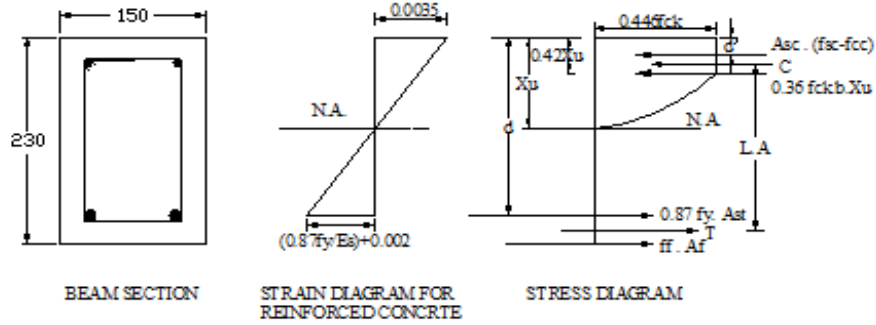 150
230
BEAM SECTION
0.0035
N.A.
(0.87fy/Es)+0.002
STRAIN DIAGRAM FOR
REINFORCED CONCRTE
0.446fck
0.42Xu
Xu
d
d'
Asc . (fsc-fcc)
C
0.36 fck.b.Xu
N.A
L.A
0.87 fy. Ast
T
ff . Af
STRESS DIAGRAM